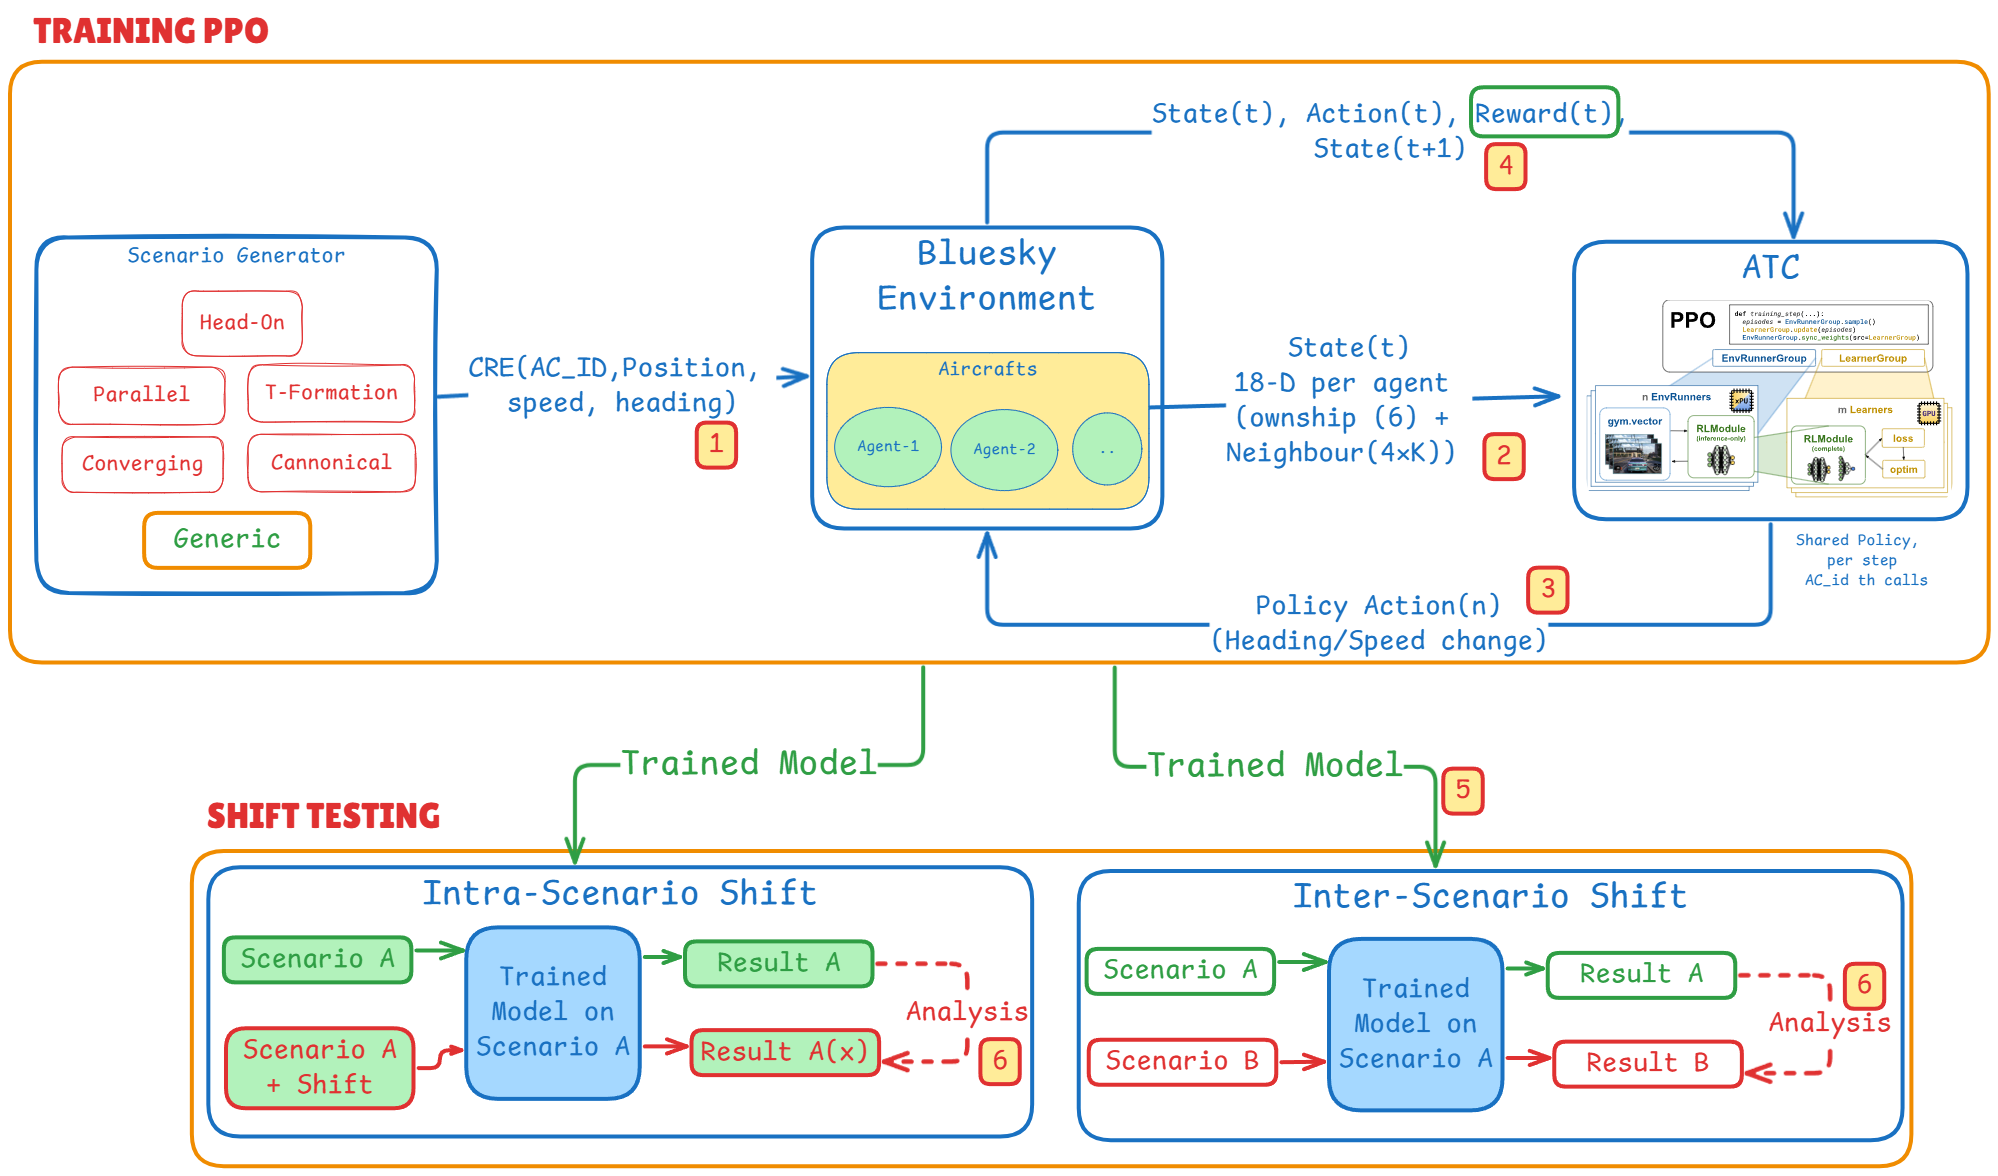 TRAINING PPO
State(t), Action(t), Reward(t),
State(t+1)
4
Scenario Generator
Head-On
Parallel
T-Formation
Converging
Cannonical
Generic
CRE(AC_ID,Position,
speed, heading)
1
Bluesky
Environment
Aircrafts
Agent-1
Agent-2
..
State(t)
18-D per agent
(ownship (6) +
Neighbour(4×K))
2
ATC
PPO
def training_step(...):
episodes = EnvRunnerGroup.sample()
LearnerGroup.update(episodes)
EnvRunnerGroup.sync_weights(src=LearnerGroup)
EnvRunnerGroup
LearnerGroup
n EnvRunners
xPU
gym.vector
RLModule
(inference-only)
m Learners
GPU
RLModule
(complete)
loss
optim
Shared Policy,
per step
AC_id th calls
3
Policy Action(n)
(Heading/Speed change)
Trained Model
Trained Model
5
SHIFT TESTING
Intra-Scenario Shift
Scenario A
Scenario A
+ Shift
Trained
Model on
Scenario A
Result A
Result A(x)
Analysis
6
Inter-Scenario Shift
Scenario A
Scenario B
Trained
Model on
Scenario A
Result A
Result B
6
Analysis